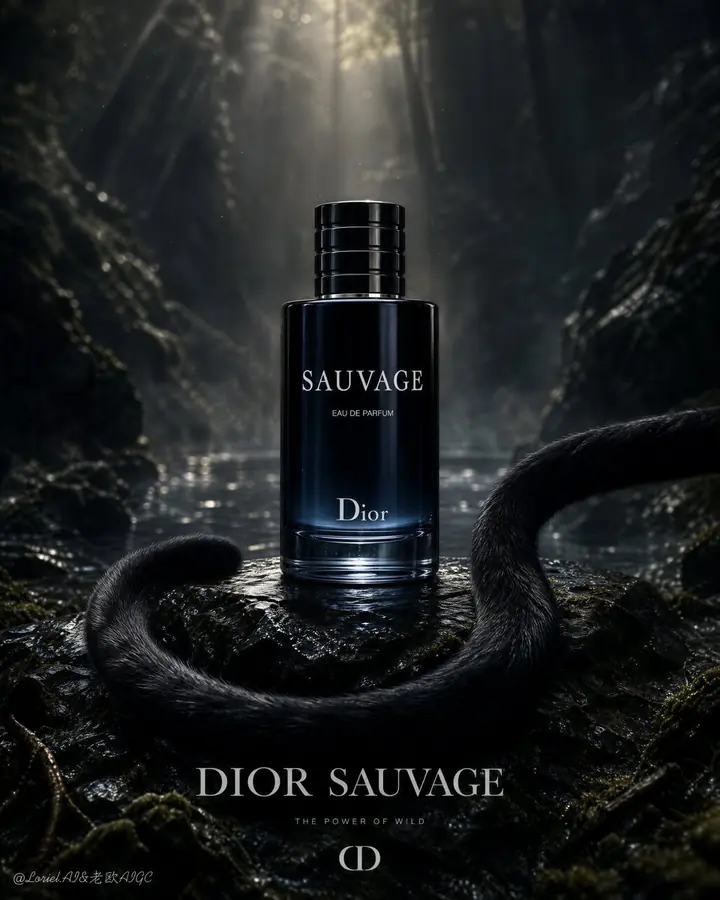 SAUVAGE
EAU DE PARFUM
Dior
DIOR SAUVAGE
THE POWER OF WILD
CD
@Loriel.AI&老欧AIGC